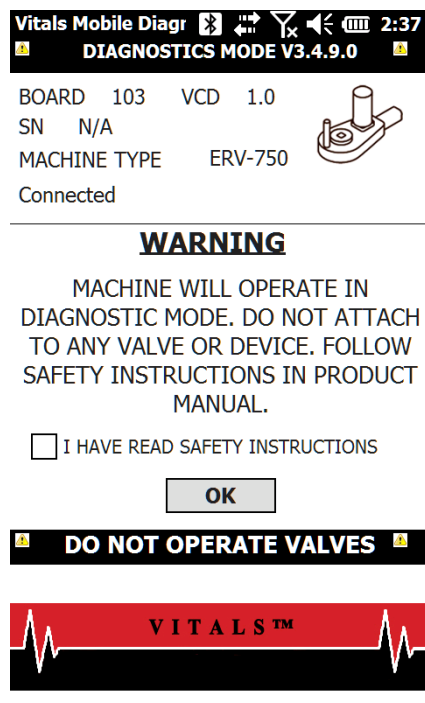 Vitals Mobile Diagr 2:37
DIAGNOSTICS MODE V3.4.9.0
BOARD 103 VCD 1.0
SN N/A
MACHINE TYPE ERV-750
Connected
WARNING
MACHINE WILL OPERATE IN
DIAGNOSTIC MODE. DO NOT ATTACH
TO ANY VALVE OR DEVICE. FOLLOW
SAFETY INSTRUCTIONS IN PRODUCT
MANUAL.
I HAVE READ SAFETY INSTRUCTIONS
OK
DO NOT OPERATE VALVES
VITALS™